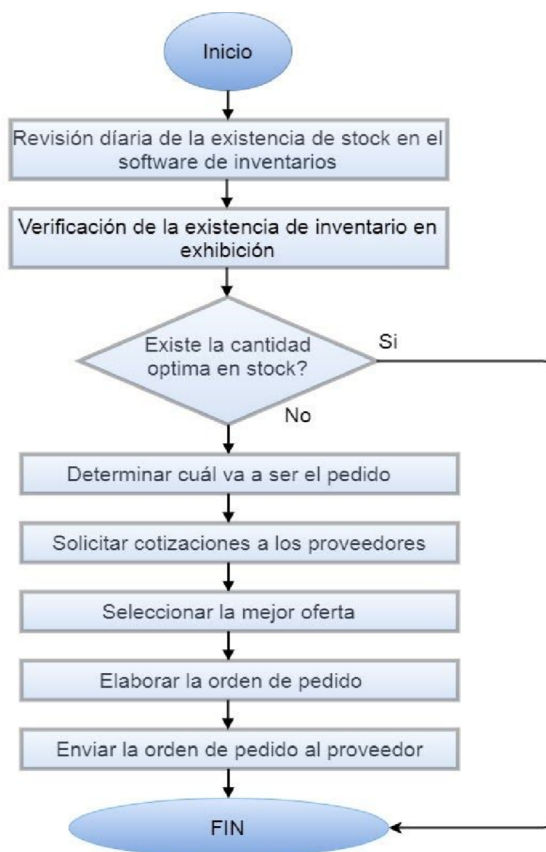 Inicio
Revisión díaria de la existencia de stock en el
software de inventarios
Verificación de la existencia de inventario en
exhibición
Existe la cantidad
optima en stock?
Si
No
Determinar cuál va a ser el pedido
Solicitar cotizaciones a los proveedores
Seleccionar la mejor oferta
Elaborar la orden de pedido
Enviar la orden de pedido al proveedor
FIN